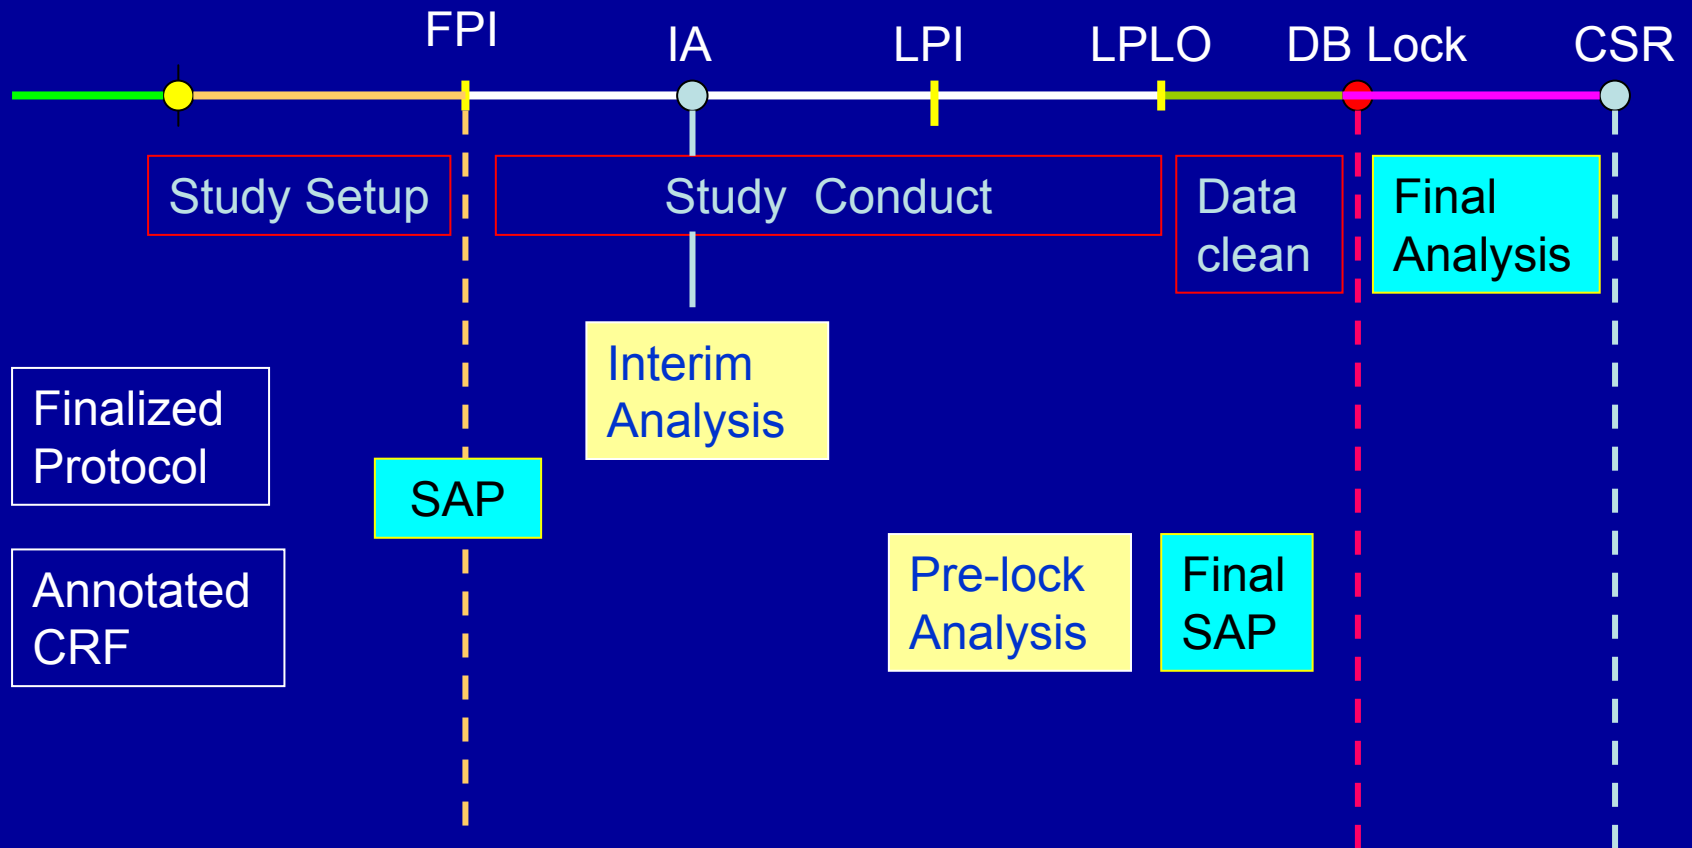 FPI
IA
LPI
LPLO
DB Lock
CSR
Study Setup
Study Conduct
Data
clean
Final
Analysis
Interim
Analysis
Finalized
Protocol
SAP
Annotated
CRF
Pre-lock
Analysis
Final
SAP